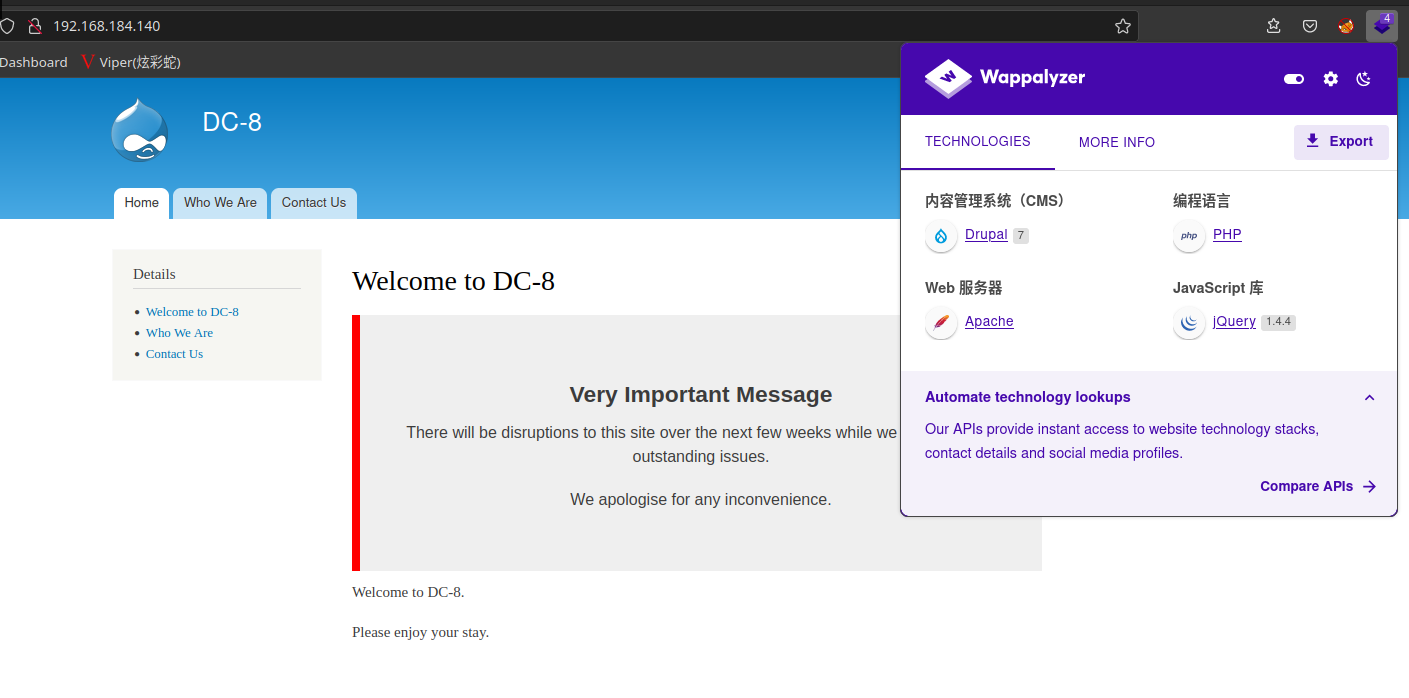 192.168.184.140
4
Dashboard
V Viper(炫彩蛇)
DC-8
Home
Who We Are
Contact Us
Details
Welcome to DC-8
Who We Are
Contact Us
Welcome to DC-8
Very Important Message
There will be disruptions to this site over the next few weeks while we
outstanding issues.
We apologise for any inconvenience.
Welcome to DC-8.
Please enjoy your stay.
W
Wappalyzer
TECHNOLOGIES
MORE INFO
Export
内容管理系统（CMS）
Drupal 7
编程语言
php PHP
Web 服务器
Apache
JavaScript 库
jQuery 1.4.4
Automate technology lookups
Our APIs provide instant access to website technology stacks,
contact details and social media profiles.
Compare APIs